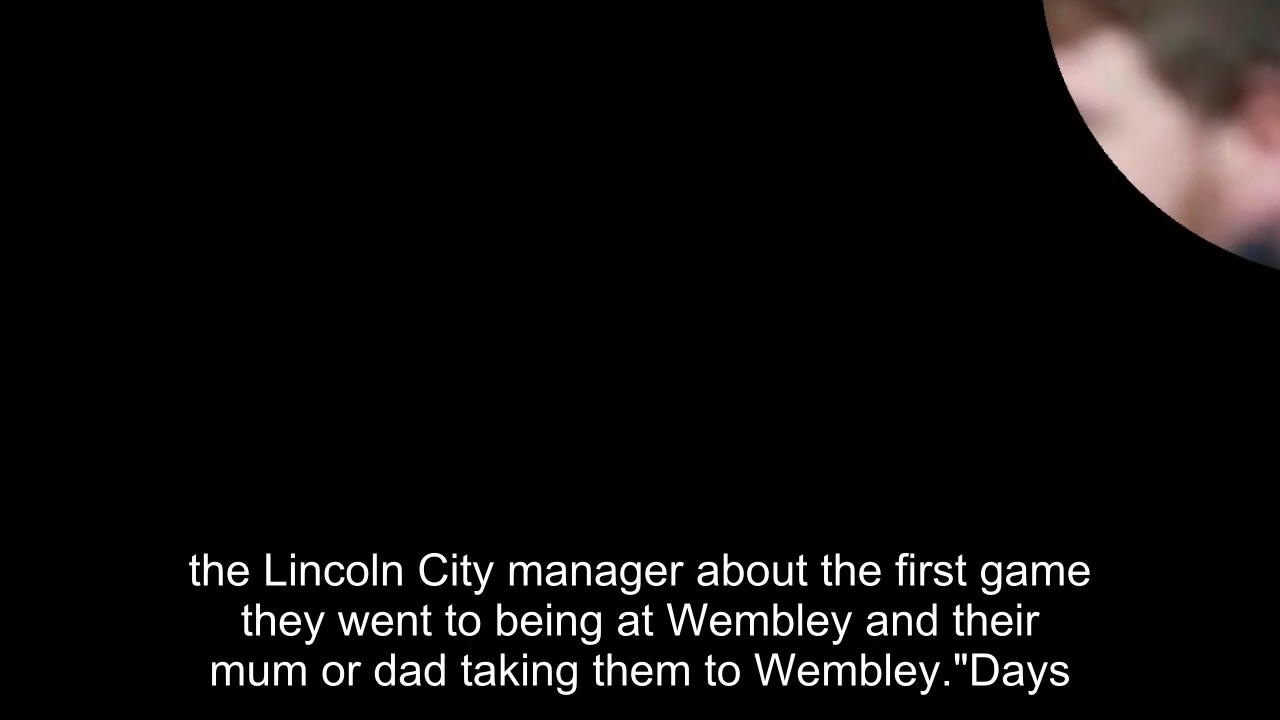 the Lincoln City manager about the first game
they went to being at Wembley and their
mum or dad taking them to Wembley."Days